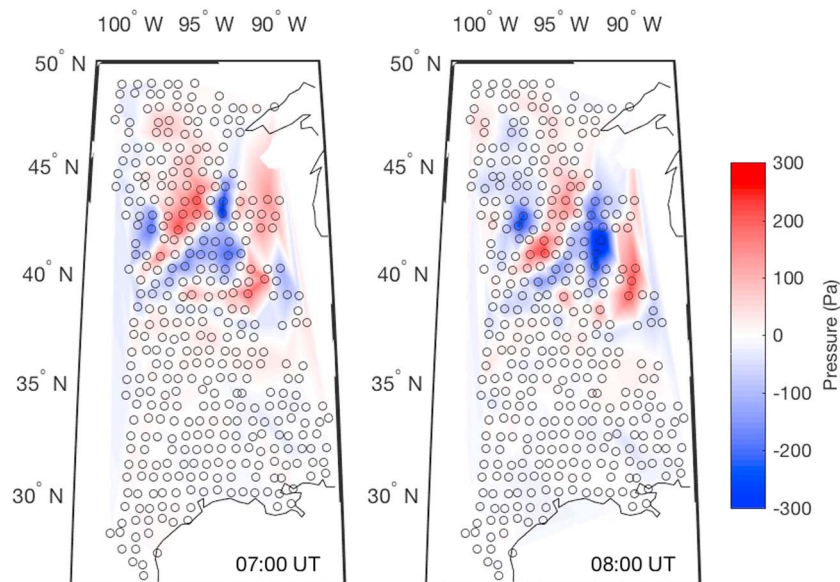 100° W 95° W 90° W
100° W 95° W 90° W
50° N
50° N
45° N
45° N
40° N
40° N
35° N
35° N
30° N
30° N
07:00 UT
08:00 UT
300
200
100
0
-100
-200
-300
Pressure (Pa)